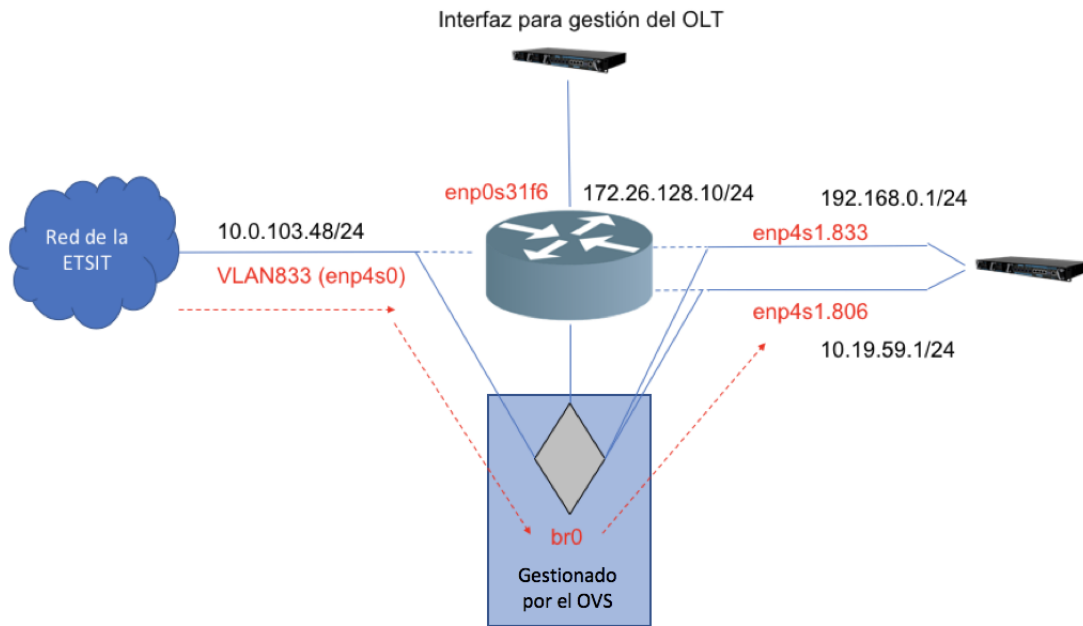 Interfaz para gestión del OLT
enp0s31f6
172.26.128.10/24
192.168.0.1/24
Red de la
ETSIT
10.0.103.48/24
enp4s1.833
VLAN833 (enp4s0)
enp4s1.806
10.19.59.1/24
br0
Gestionado
por el OVS